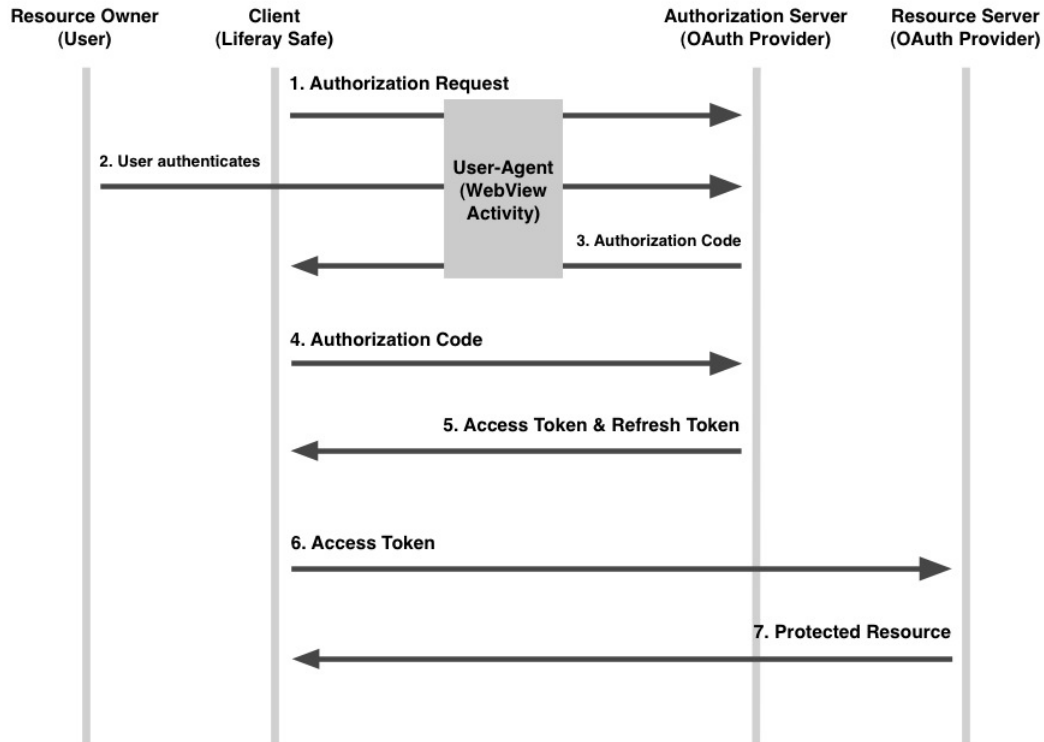 Resource Owner
(User)
Client
(Liferay Safe)
Authorization Server
(OAuth Provider)
Resource Server
(OAuth Provider)
1. Authorization Request
2. User authenticates
User-Agent
(WebView
Activity)
3. Authorization Code
4. Authorization Code
5. Access Token & Refresh Token
6. Access Token
7. Protected Resource